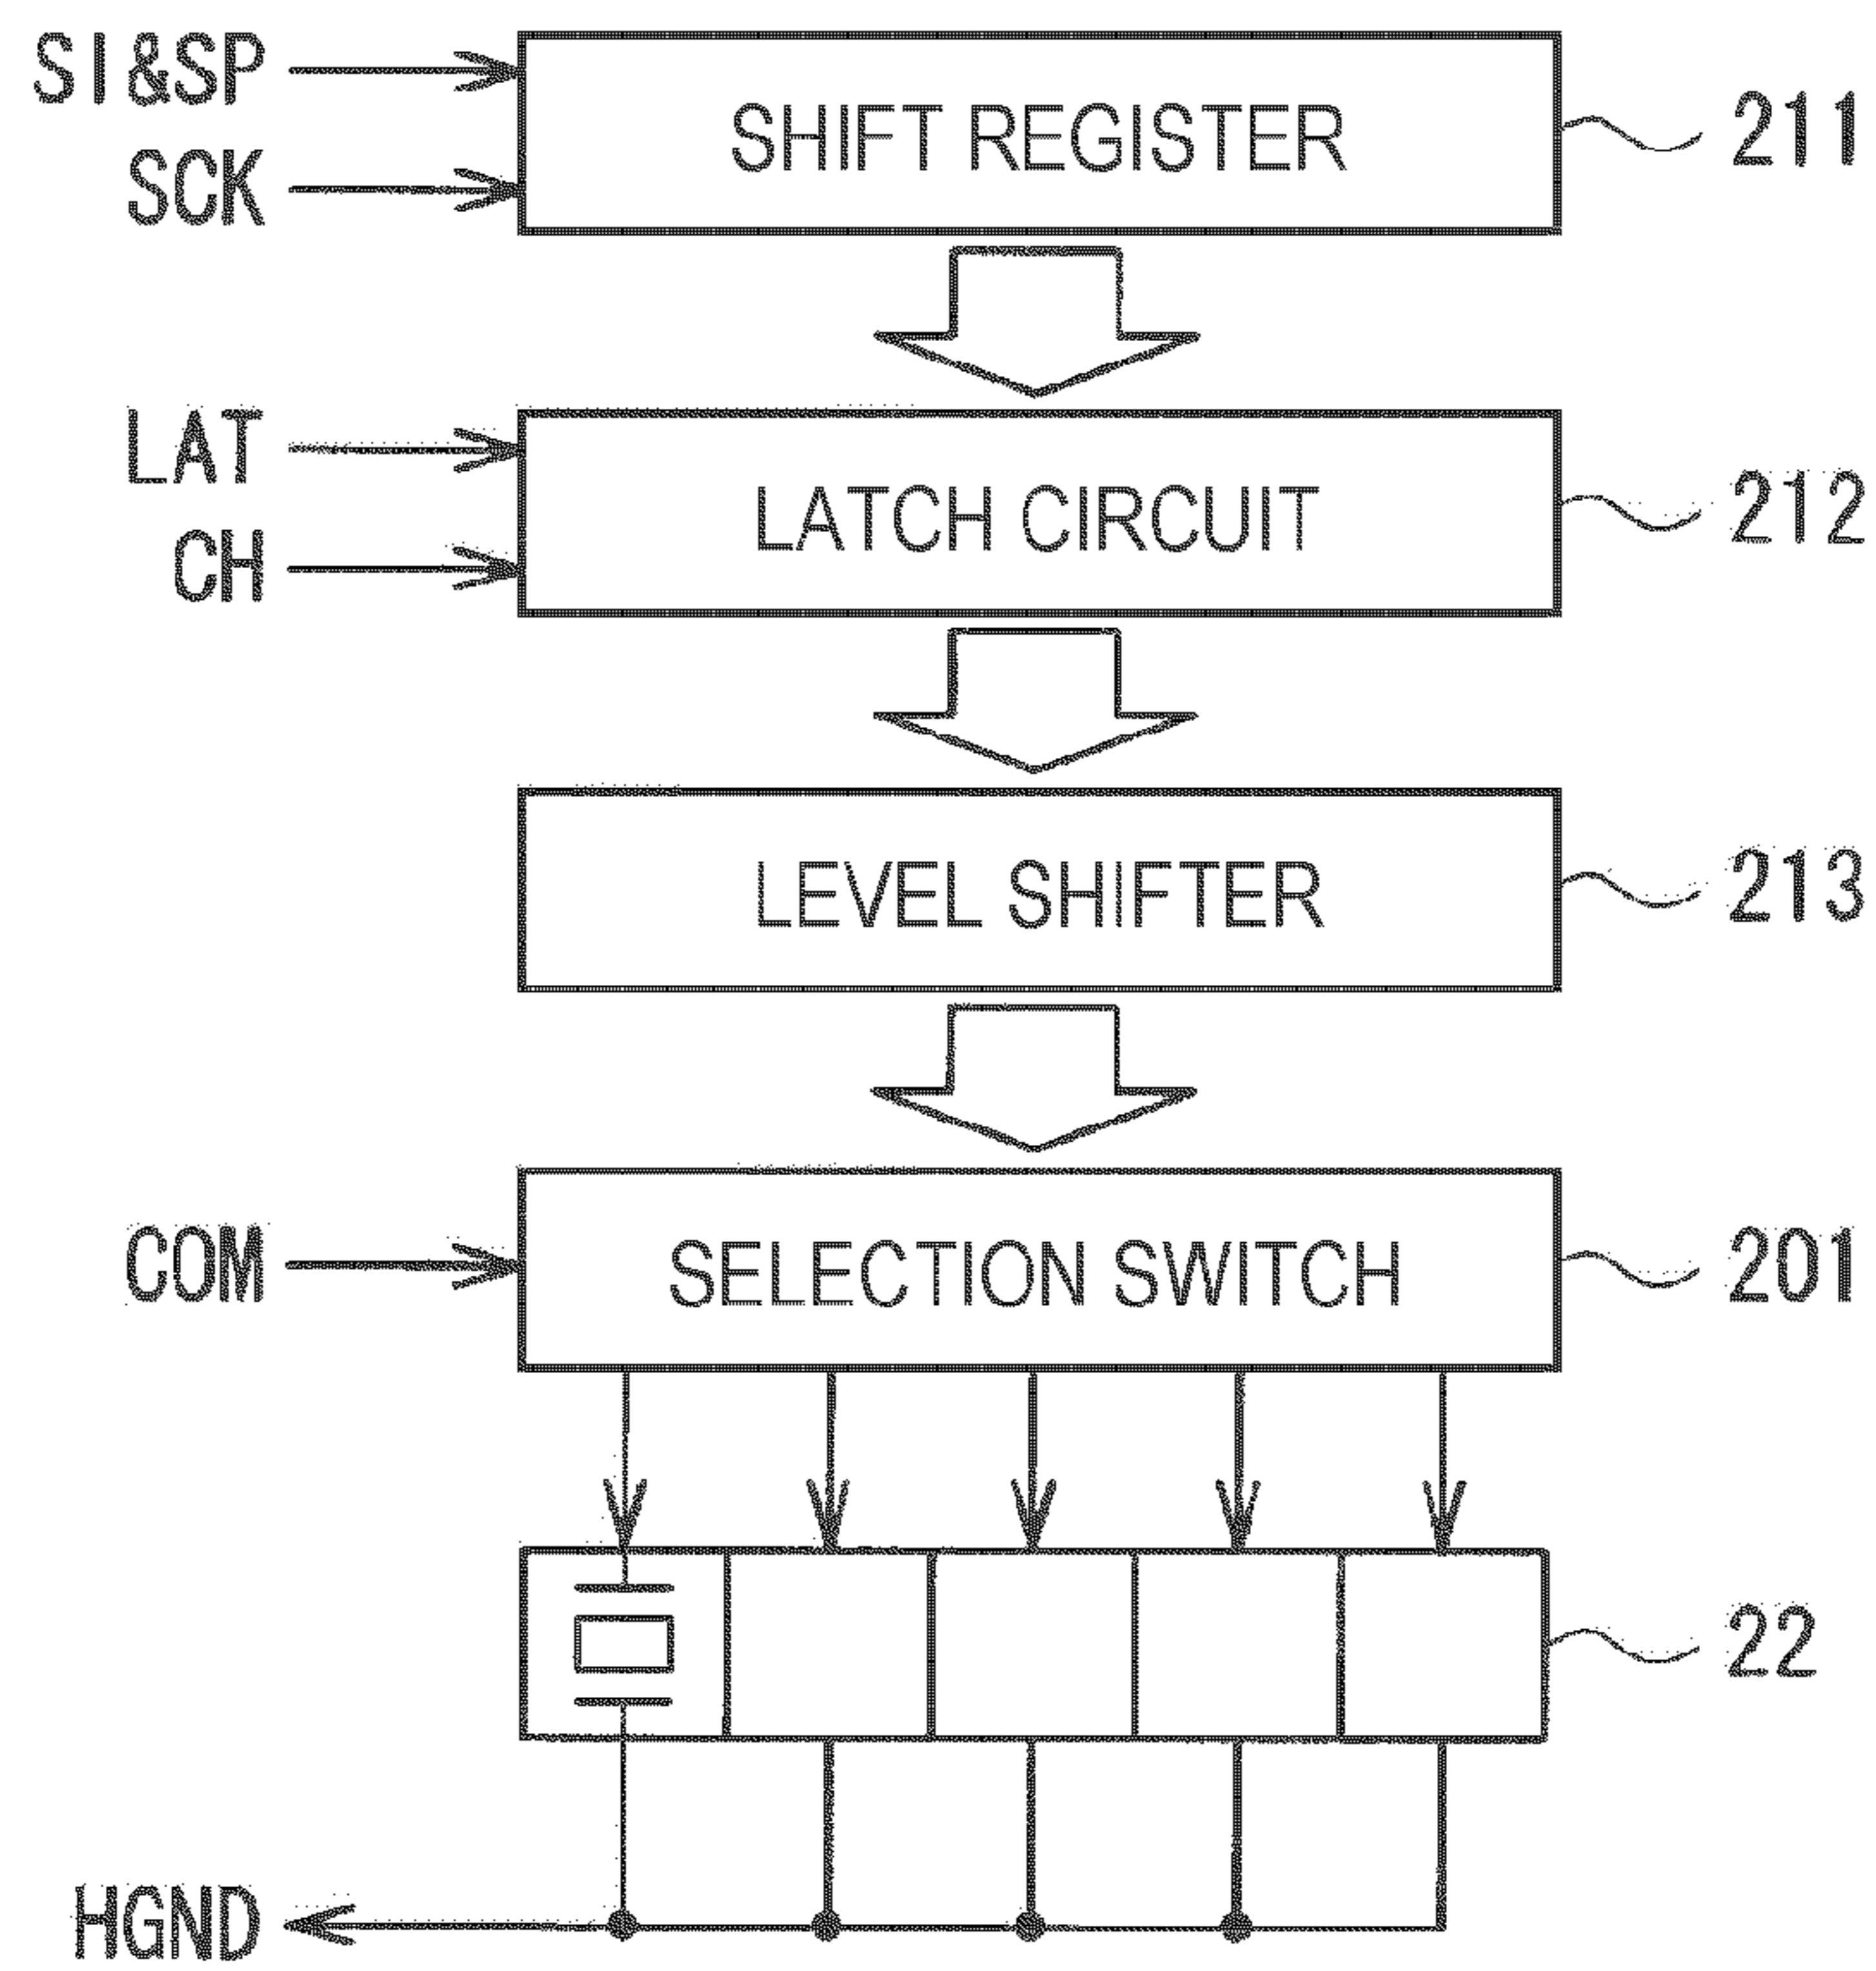 SI&SP
SHIFT REGISTER
211
SCK
LAT
LATCH CIRCUIT
212
CH
LEVEL SHIFTER
213
COM
SELECTION SWITCH
201
22
HGND